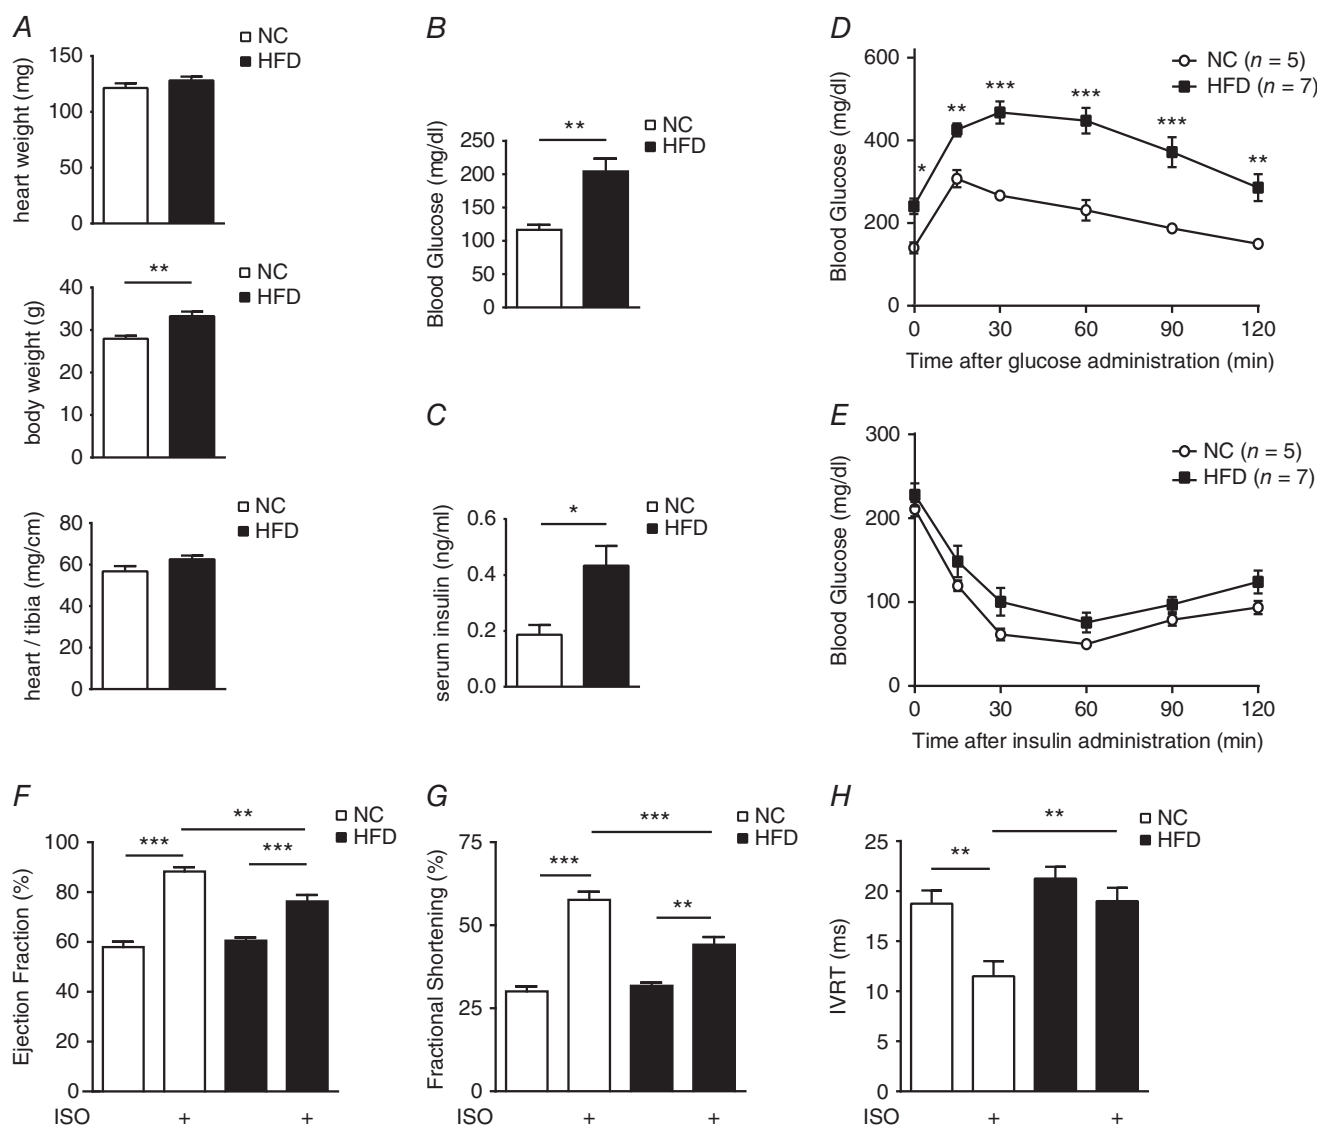 A
NC
HFD
heart weight (mg)
150
100
50
0
**
NC
HFD
body weight (g)
40
30
20
10
0
NC
HFD
heart / tibia (mg/cm)
80
60
40
20
0
B
NC
HFD
**
Blood Glucose (mg/dl)
250
200
150
100
50
0
C
NC
HFD
*
serum insulin (ng/ml)
0.6
0.4
0.2
0.0
D
NC (n = 5)
HFD (n = 7)
Blood Glucose (mg/dl)
600
400
200
0
* ** *** *** *** **
0 30 60 90 120
Time after glucose administration (min)
E
NC (n = 5)
HFD (n = 7)
Blood Glucose (mg/dl)
300
200
100
0
0 30 60 90 120
Time after insulin administration (min)
F
NC
HFD
**
*** ***
Ejection Fraction (%)
100
80
60
40
20
0
ISO + +
G
NC
HFD
***
*** **
Fractional Shortening (%)
75
50
25
0
ISO + +
H
NC
HFD
**
**
IVRT (ms)
25
20
15
10
5
0
ISO + +